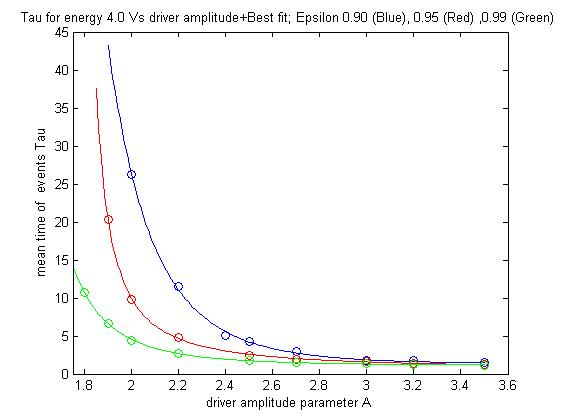 Tau for energy 4.0 Vs driver amplitude+Best fit; Epsilon 0.90 (Blue), 0.95 (Red) ,0.99 (Green)
45
40
35
30
25
20
15
10
5
0
mean time of events Tau
1.8 2 2.2 2.4 2.6 2.8 3 3.2 3.4 3.6
driver amplitude parameter A